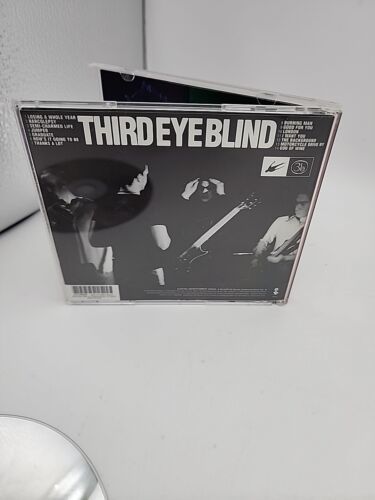 LOSING A WHOLE YEAR
NARCOLEPSY
SEMI-CHARMED LIFE
JUMPER
GRADUATE
HOW'S IT GOING TO BE
THANKS A LOT
THIRD EYE BLIND
BURNING MAN
GOOD FOR YOU
LONDON
I WANT YOU
THE BACKGROUND
MOTORCYCLE DRIVE BY
GOD OF WINE
3eb